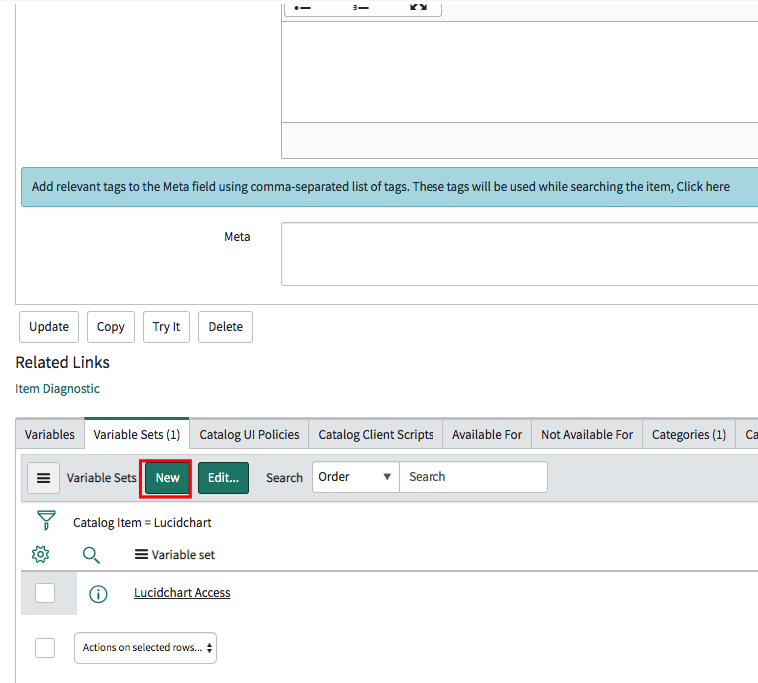 Add relevant tags to the Meta field using comma-separated list of tags. These tags will be used while searching the item, Click here
Meta
Update Copy Try It Delete
Related Links
Item Diagnostic
Variables Variable Sets (1) Catalog UI Policies Catalog Client Scripts Available For Not Available For Categories (1) Ca
Variable Sets New Edit... Search Order Search
Catalog Item = Lucidchart
Variable set
Lucidchart Access
Actions on selected rows...